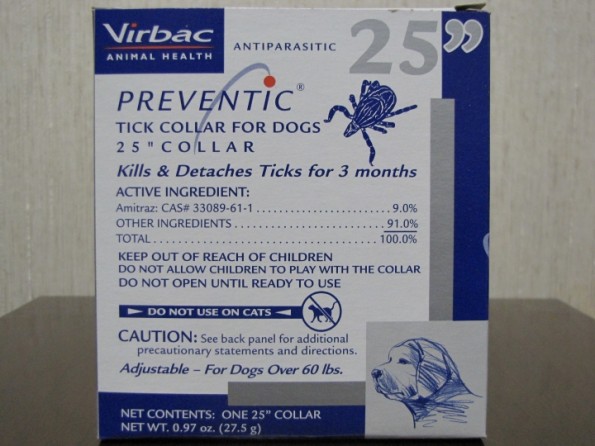 Virbac
ANIMAL HEALTH
ANTIPARASITIC
25”
PREVENTIC®
TICK COLLAR FOR DOGS
25" COLLAR
Kills & Detaches Ticks for 3 months
ACTIVE INGREDIENT:
Amitraz: CAS# 33089-61-1 ........................ 9.0%
OTHER INGREDIENTS ........................... 91.0%
TOTAL ............................................ 100.0%
KEEP OUT OF REACH OF CHILDREN
DO NOT ALLOW CHILDREN TO PLAY WITH THE COLLAR
DO NOT OPEN UNTIL READY TO USE
DO NOT USE ON CATS
CAUTION: See back panel for additional
precautionary statements and directions.
Adjustable – For Dogs Over 60 lbs.
NET CONTENTS: ONE 25" COLLAR
NET WT. 0.97 oz. (27.5 g)